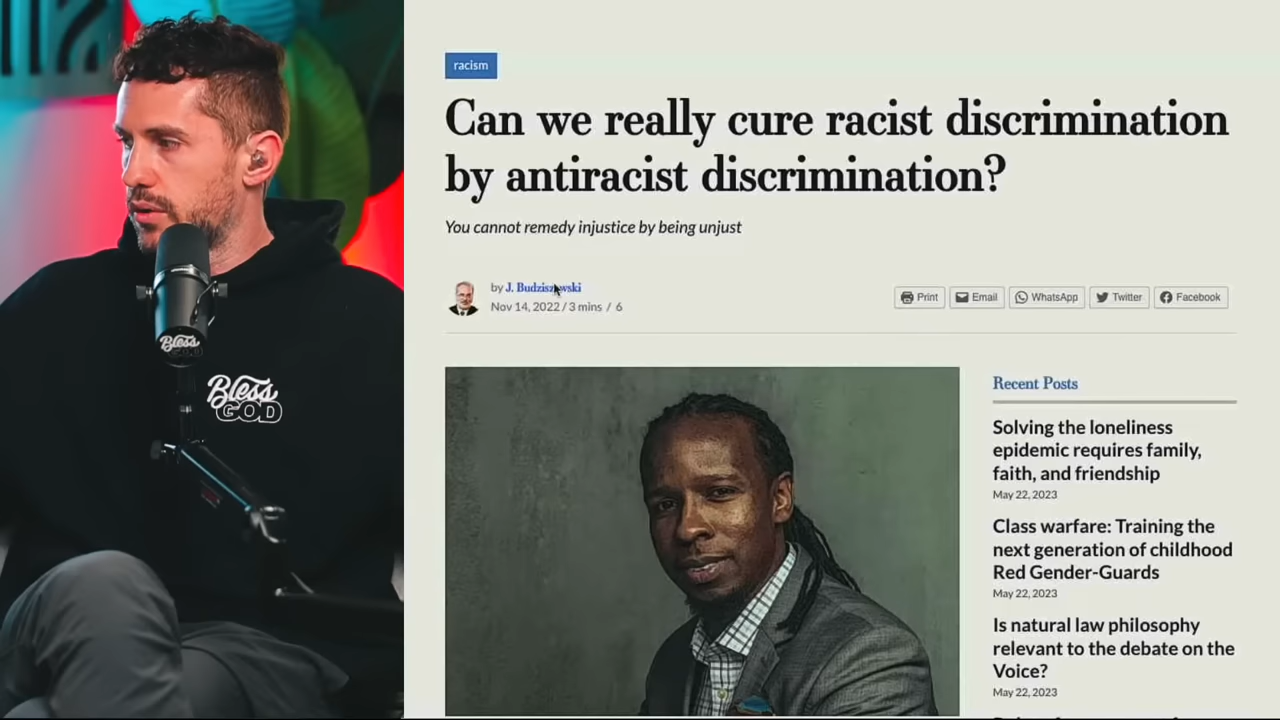 Bless
GOD
Bless
GOD
racism
Can we really cure racist discrimination
by antiracist discrimination?
You cannot remedy injustice by being unjust
by J. Budziszewski
Nov 14, 2022 / 3 mins / 6
Print
Email
WhatsApp
Twitter
Facebook
Recent Posts
Solving the loneliness
epidemic requires family,
faith, and friendship
May 22, 2023
Class warfare: Training the
next generation of childhood
Red Gender-Guards
May 22, 2023
Is natural law philosophy
relevant to the debate on the
Voice?
May 22, 2023